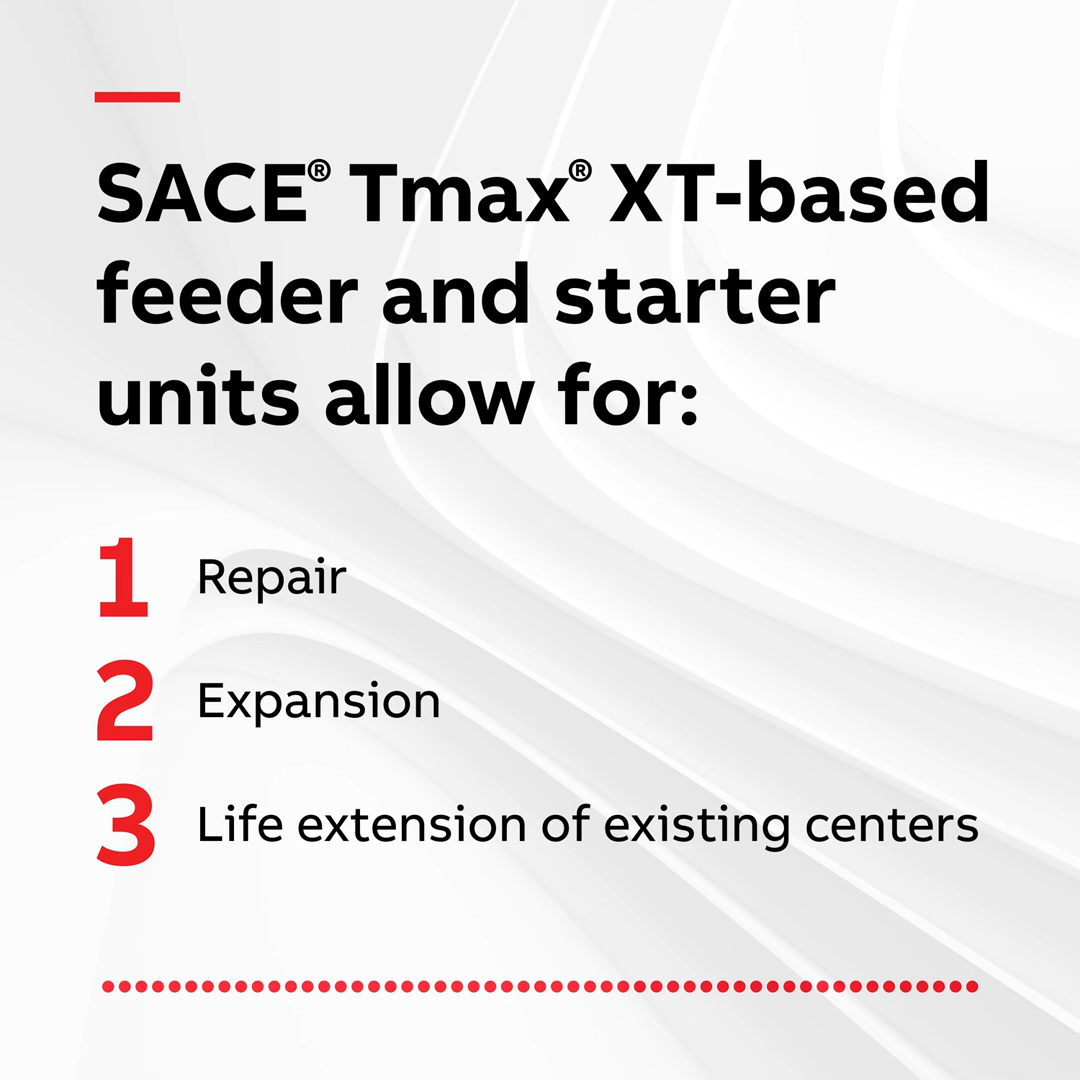 SACE® Tmax® XT-based
feeder and starter
units allow for:
1 Repair
2 Expansion
3 Life extension of existing centers